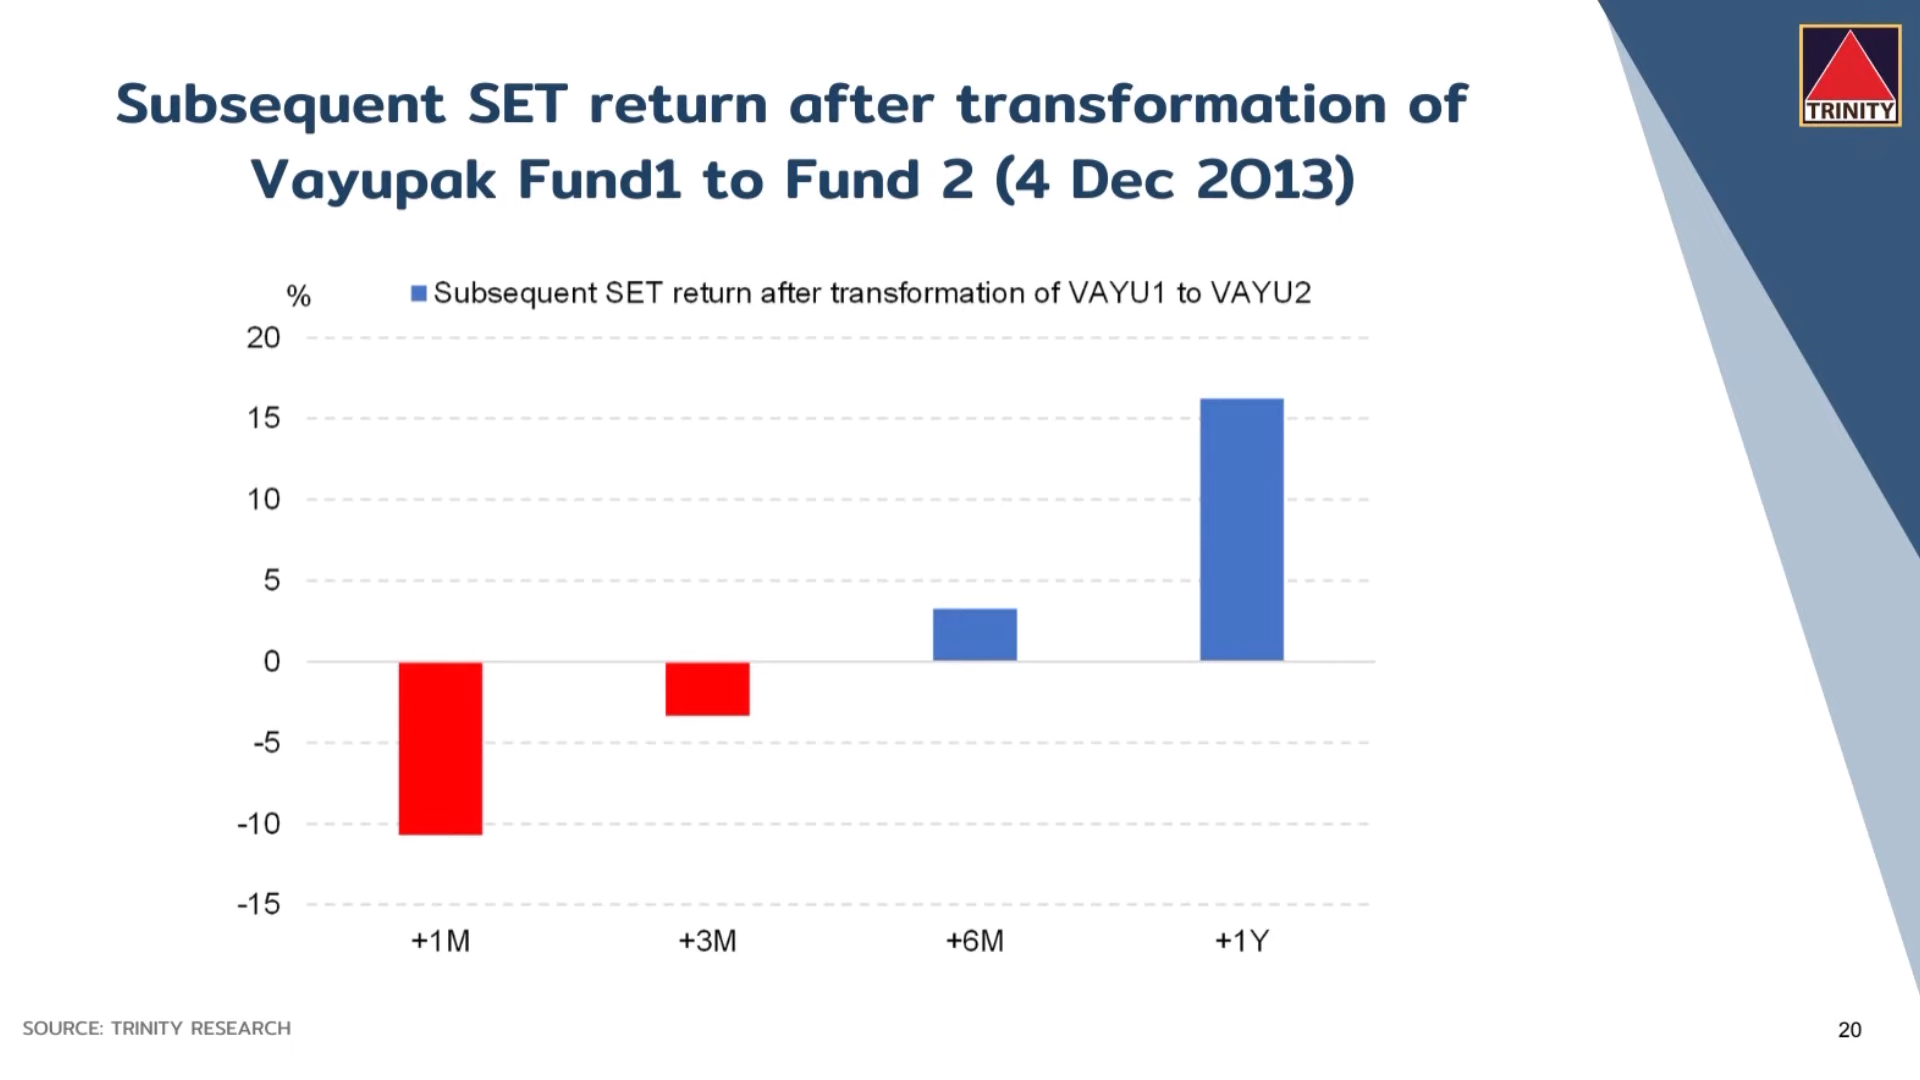 TRINITY
Subsequent SET return after transformation of
Vayupak Fund1 to Fund 2 (4 Dec 2013)
% Subsequent SET return after transformation of VAYU1 to VAYU2
20
15
10
5
0
-5
-10
-15
+1M +3M +6M +1Y
SOURCE: TRINITY RESEARCH
20